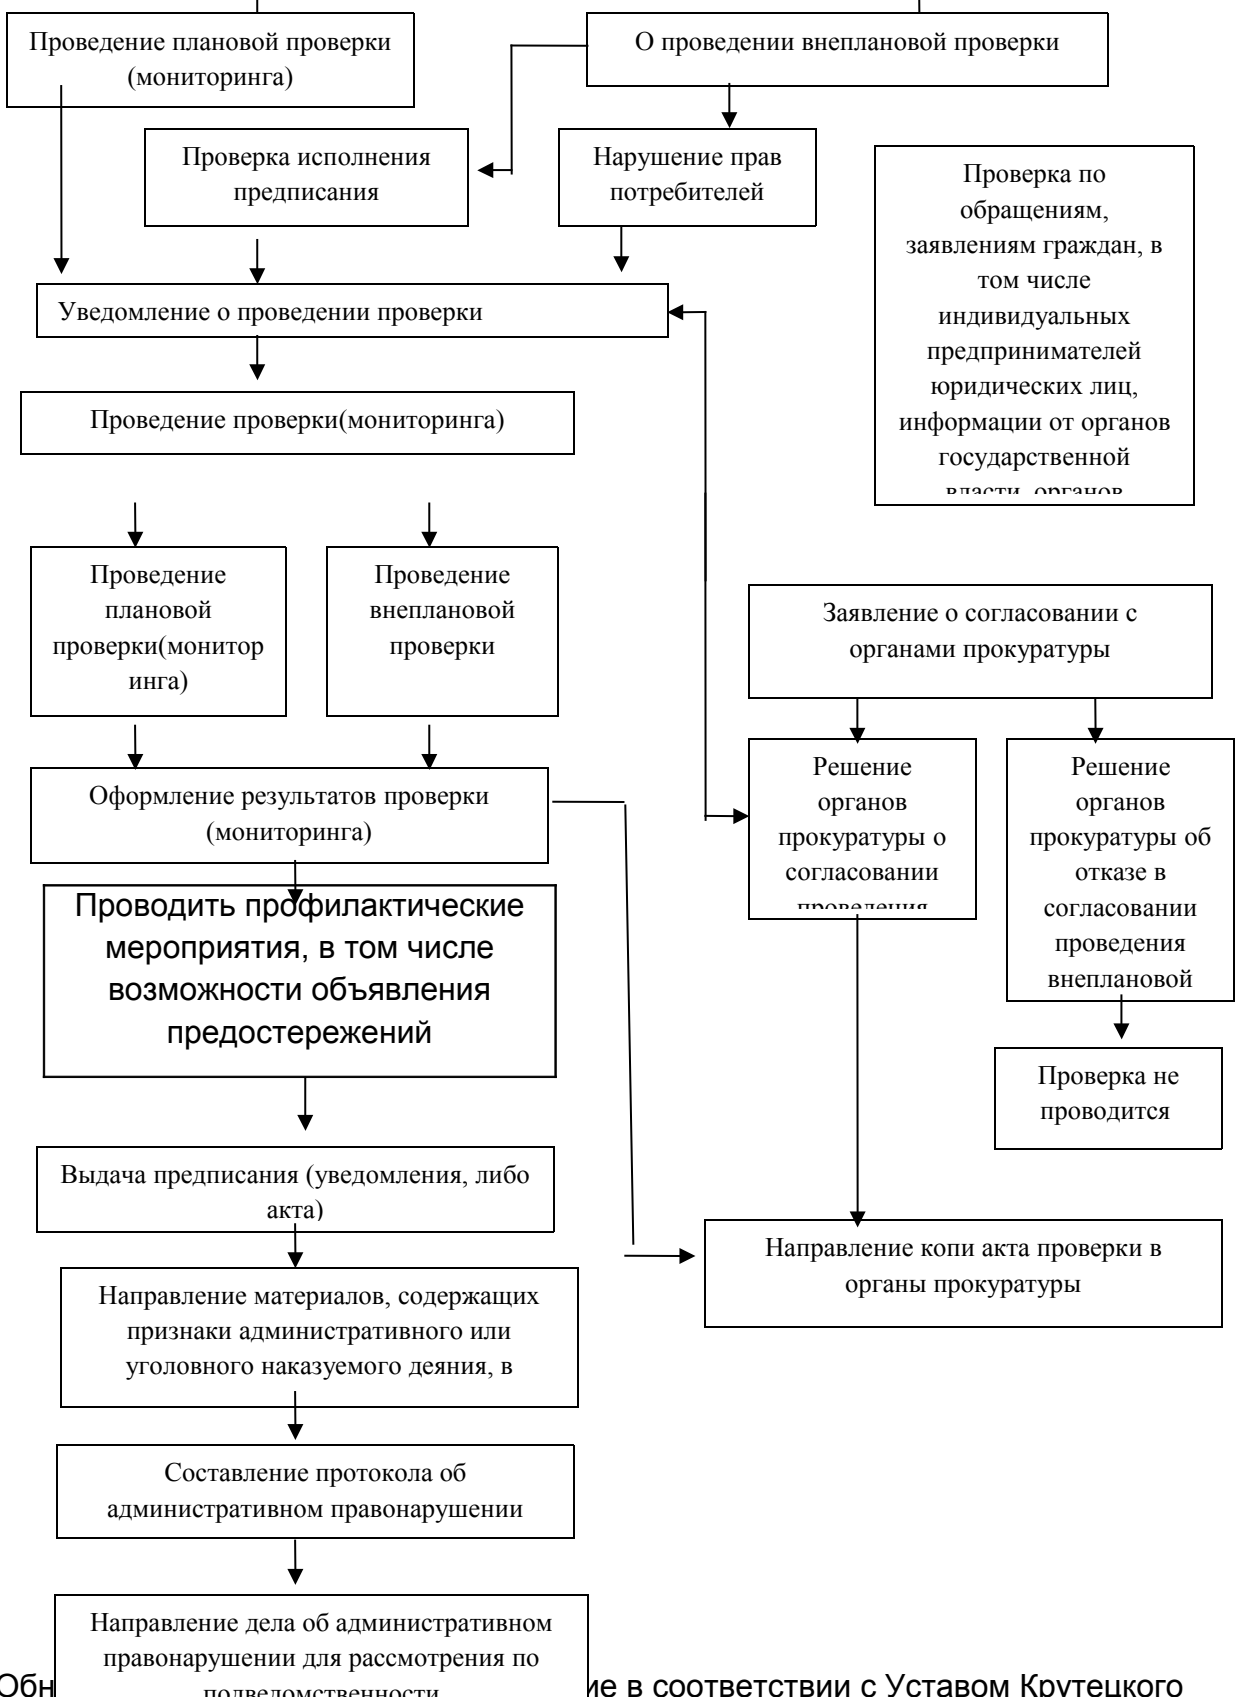 Проведение плановой проверки
(мониторинга)
О проведении внеплановой проверки
Проверка исполнения
предписания
Нарушение прав
потребителей
Проверка по
обращениям,
заявлениям граждан, в
том числе
индивидуальных
предпринимателей
юридических лиц,
информации от органов
государственной
власти, органов
Уведомление о проведении проверки
Проведение проверки(мониторинга)
Проведение
плановой
проверки(монитор
инга)
Проведение
внеплановой
проверки
Заявление о согласовании с
органами прокуратуры
Решение
органов
прокуратуры о
согласовании
проведения
Решение
органов
прокуратуры об
отказе в
согласовании
проведения
внеплановой
Оформление результатов проверки
(мониторинга)
Проводить профилактические
мероприятия, в том числе
возможности объявления
предостережений
Проверка не
проводится
Выдача предписания (уведомления, либо
акта)
Направление копи акта проверки в
органы прокуратуры
Направление материалов, содержащих
признаки административного или
уголовного наказуемого деяния, в
Составление протокола об
административном правонарушении
Направление дела об административном
правонарушении для рассмотрения по
подведомственности
в соответствии с Уставом Крутецкого